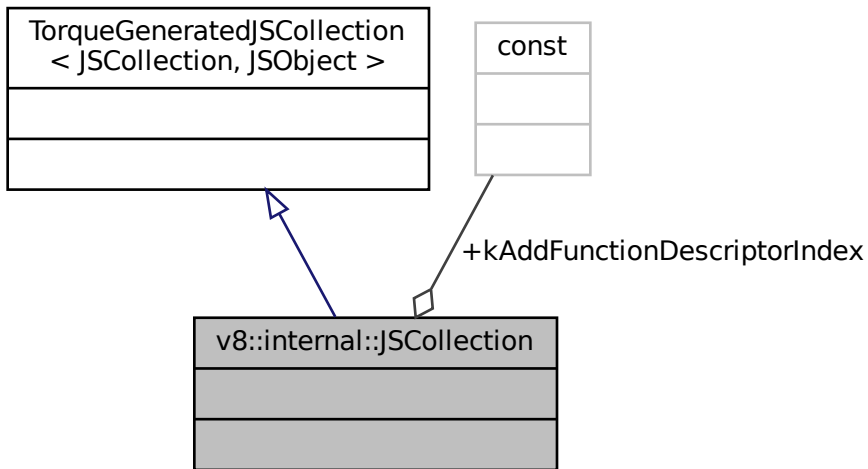 TorqueGeneratedJSCollection
< JSCollection, JSObject >
const
+kAddFunctionDescriptorIndex
v8::internal::JSCollection